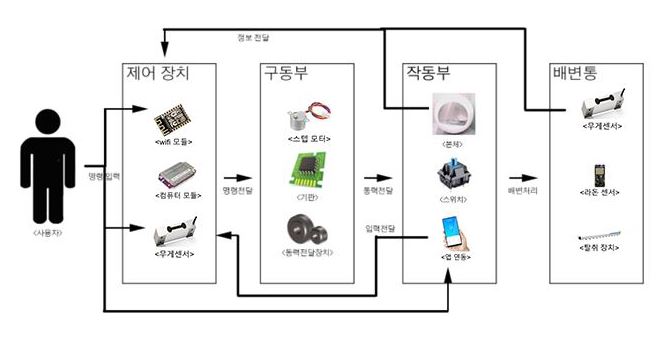 정보 전달
제어 장치
구동부
작동부
배변통
<wifi 모듈>
<스텝 모터>
<본체>
<무게센서>
명령 입력
<컴퓨터 모듈>
명령전달
<기판>
동력전달
<스위치>
배변처리
<라돈 센서>
<사용자>
<무게센서>
<동력전달장치>
입력전달
<앱 연동>
<탈취 장치>